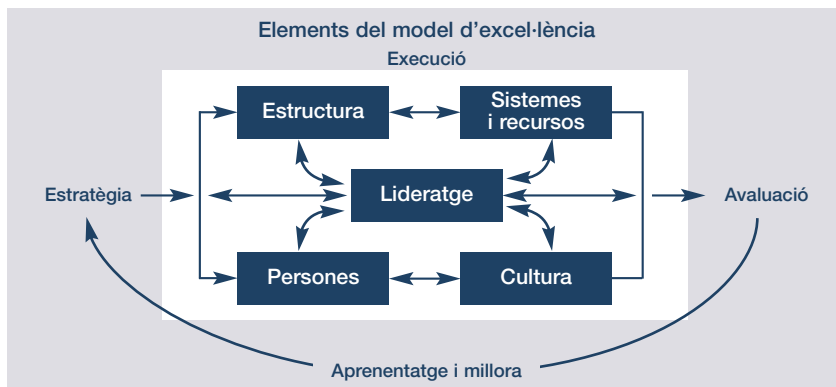 Elements del model d’excel·lència
Execució
Estructura
Sistemes
i recursos
Estratègia
Lideratge
Avaluació
Persones
Cultura
Aprenentatge i millora